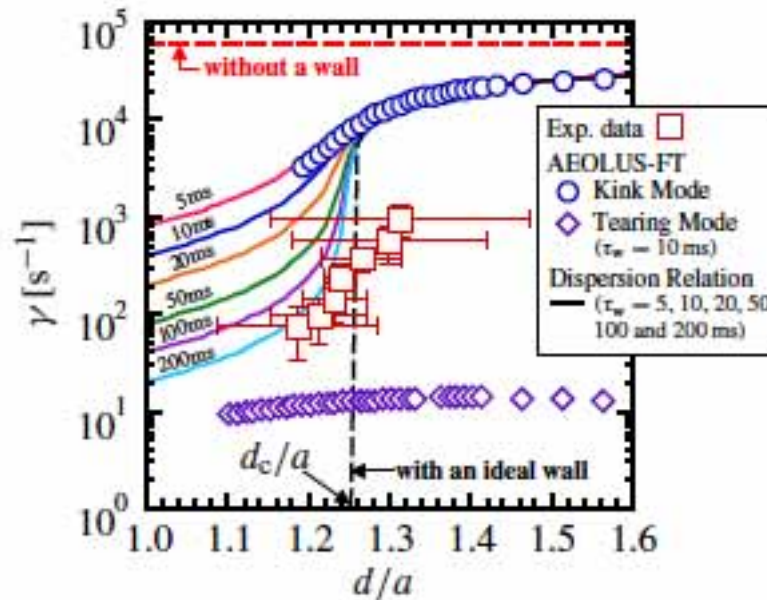 10^5
10^4
10^3
10^2
10^1
10^0
γ [s^{-1}]
without a wall
5ms
10ms
20ms
50ms
100ms
200ms
d_c/a
with an ideal wall
1.0 1.1 1.2 1.3 1.4 1.5 1.6
d/a
Exp. data
AEOLUS-FT
Kink Mode
Tearing Mode
(τ_w = 10 ms)
Dispersion Relation
(τ_w = 5, 10, 20, 50
100 and 200 ms)